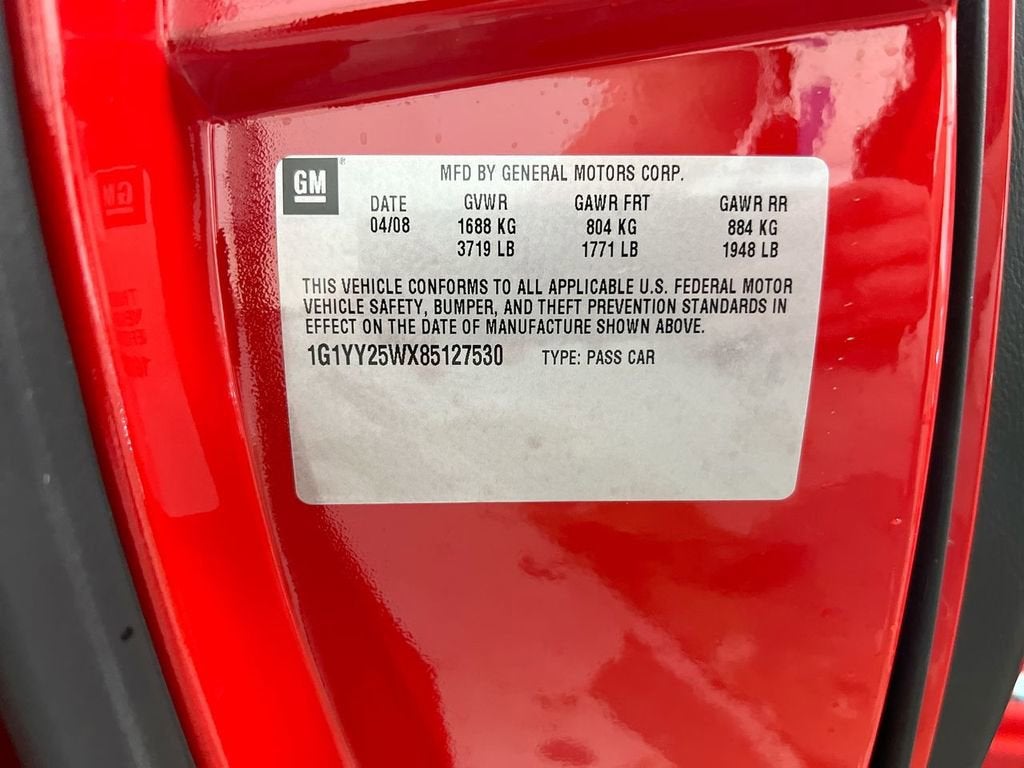 GM
MFD BY GENERAL MOTORS CORP.
DATE GVWR GAWR FRT GAWR RR
04/08 1688 KG 804 KG 884 KG
3719 LB 1771 LB 1948 LB
THIS VEHICLE CONFORMS TO ALL APPLICABLE U.S. FEDERAL MOTOR
VEHICLE SAFETY, BUMPER, AND THEFT PREVENTION STANDARDS IN
EFFECT ON THE DATE OF MANUFACTURE SHOWN ABOVE.
1G1YY25WX85127530 TYPE: PASS CAR